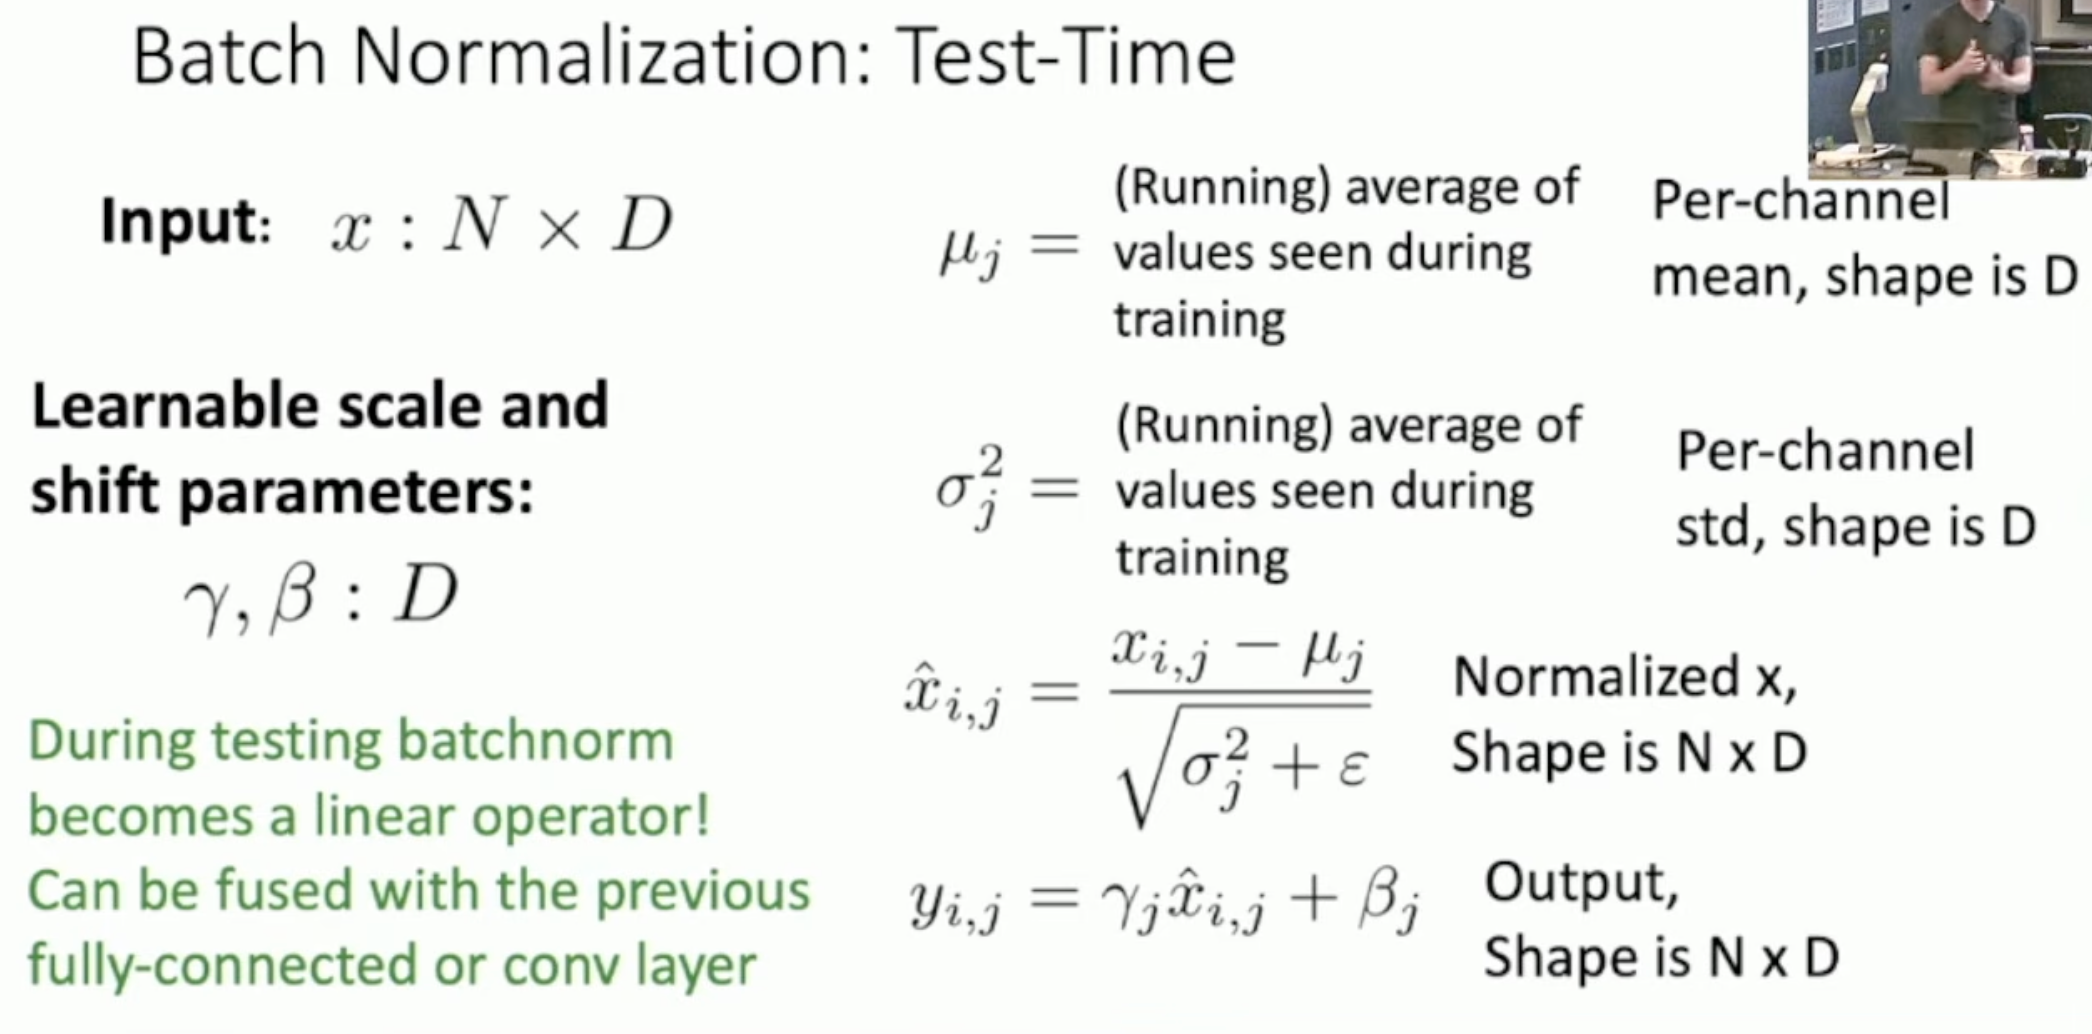 Batch Normalization: Test-Time
Input: x : N × D
Learnable scale and
shift parameters:
γ, β : D
During testing batchnorm
becomes a linear operator!
Can be fused with the previous
fully-connected or conv layer
μ_j = (Running) average of
values seen during
training
Per-channel
mean, shape is D
σ_j^2 = (Running) average of
values seen during
training
Per-channel
std, shape is D
x̂_{i,j} = \frac{x_{i,j} − μ_j}{\sqrt{σ_j^2 + ε}}
Normalized x,
Shape is N x D
y_{i,j} = γ_j x̂_{i,j} + β_j
Output,
Shape is N x D